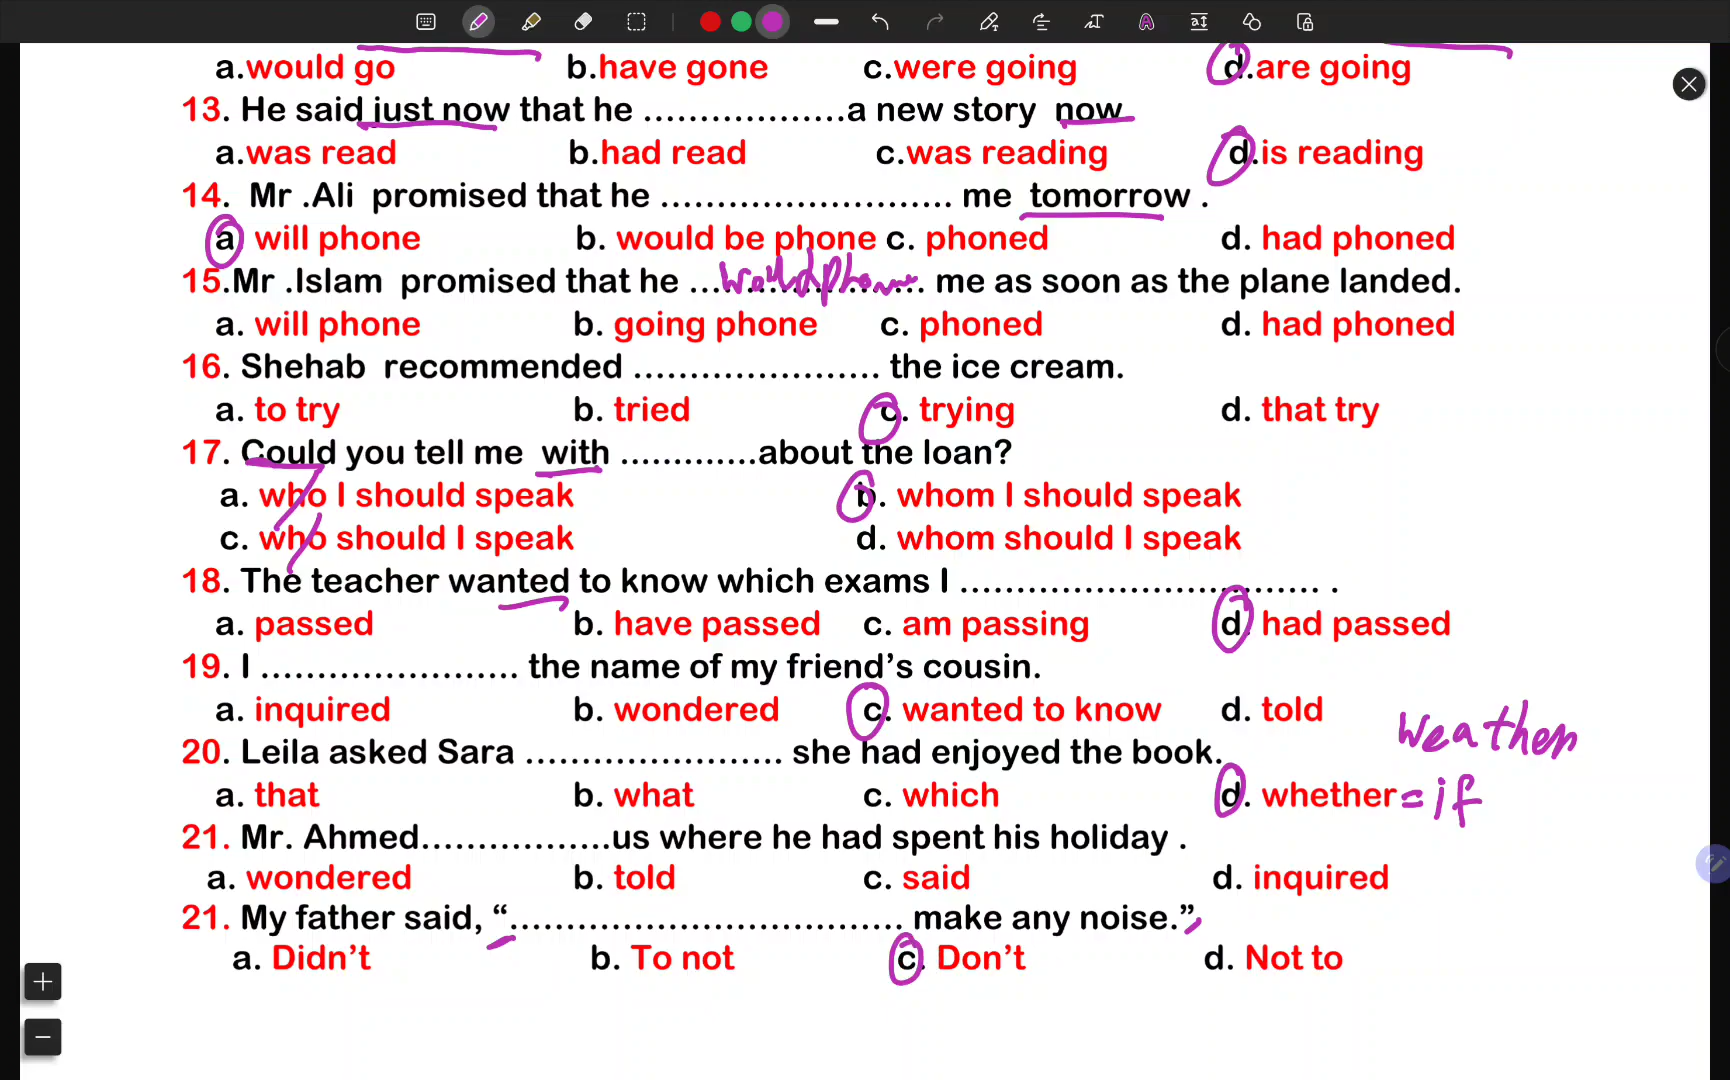 a.would go b.have gone c.were going d.are going
13. He said just now that he ..................a new story now
a.was read b.had read c.was reading d.is reading
14. Mr .Ali promised that he .......................... me tomorrow .
a will phone b. would be phone c. phoned d. had phoned
15.Mr .Islam promised that he ... would phone ... me as soon as the plane landed.
a. will phone b. going phone c. phoned d. had phoned
16. Shehab recommended ...................... the ice cream.
a. to try b. tried c. trying d. that try
17. Could you tell me with .............about the loan?
a. who I should speak b. whom I should speak
c. who should I speak d. whom should I speak
18. The teacher wanted to know which exams I ................................ .
a. passed b. have passed c. am passing d. had passed
19. I ....................... the name of my friend's cousin.
a. inquired b. wondered c. wanted to know d. told
weather
20. Leila asked Sara ....................... she had enjoyed the book.
a. that b. what c. which d. whether = if
21. Mr. Ahmed.................us where he had spent his holiday .
a. wondered b. told c. said d. inquired
21. My father said, “................................... make any noise.”
a. Didn’t b. To not c. Don’t d. Not to